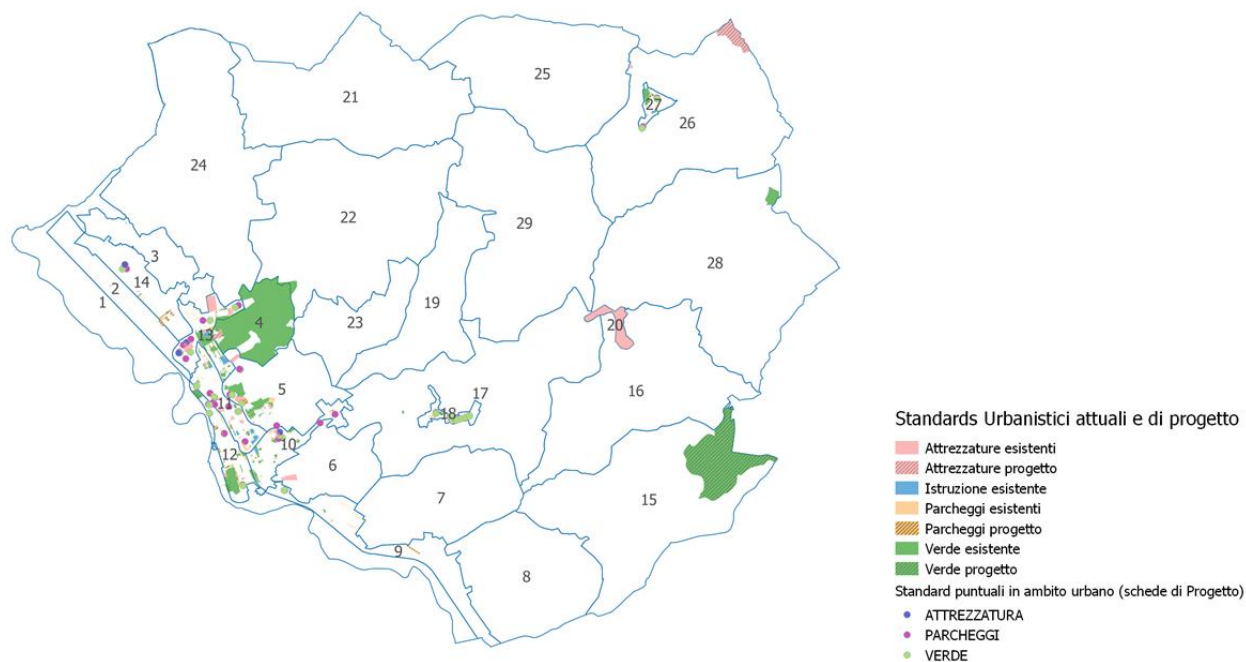 25
21
27
26
24
22
29
3
28
14
2
1
19
4
20
23
13
17
5
16
11
18
10
12
6
15
7
9
8
Standards Urbanistici attuali e di progetto
Attrezzature esistenti
Attrezzature progetto
Istruzione esistente
Parcheggi esistenti
Parcheggi progetto
Verde esistente
Verde progetto
Standard puntuali in ambito urbano (schede di Progetto)
ATTREZZATURA
PARCHEGGI
VERDE